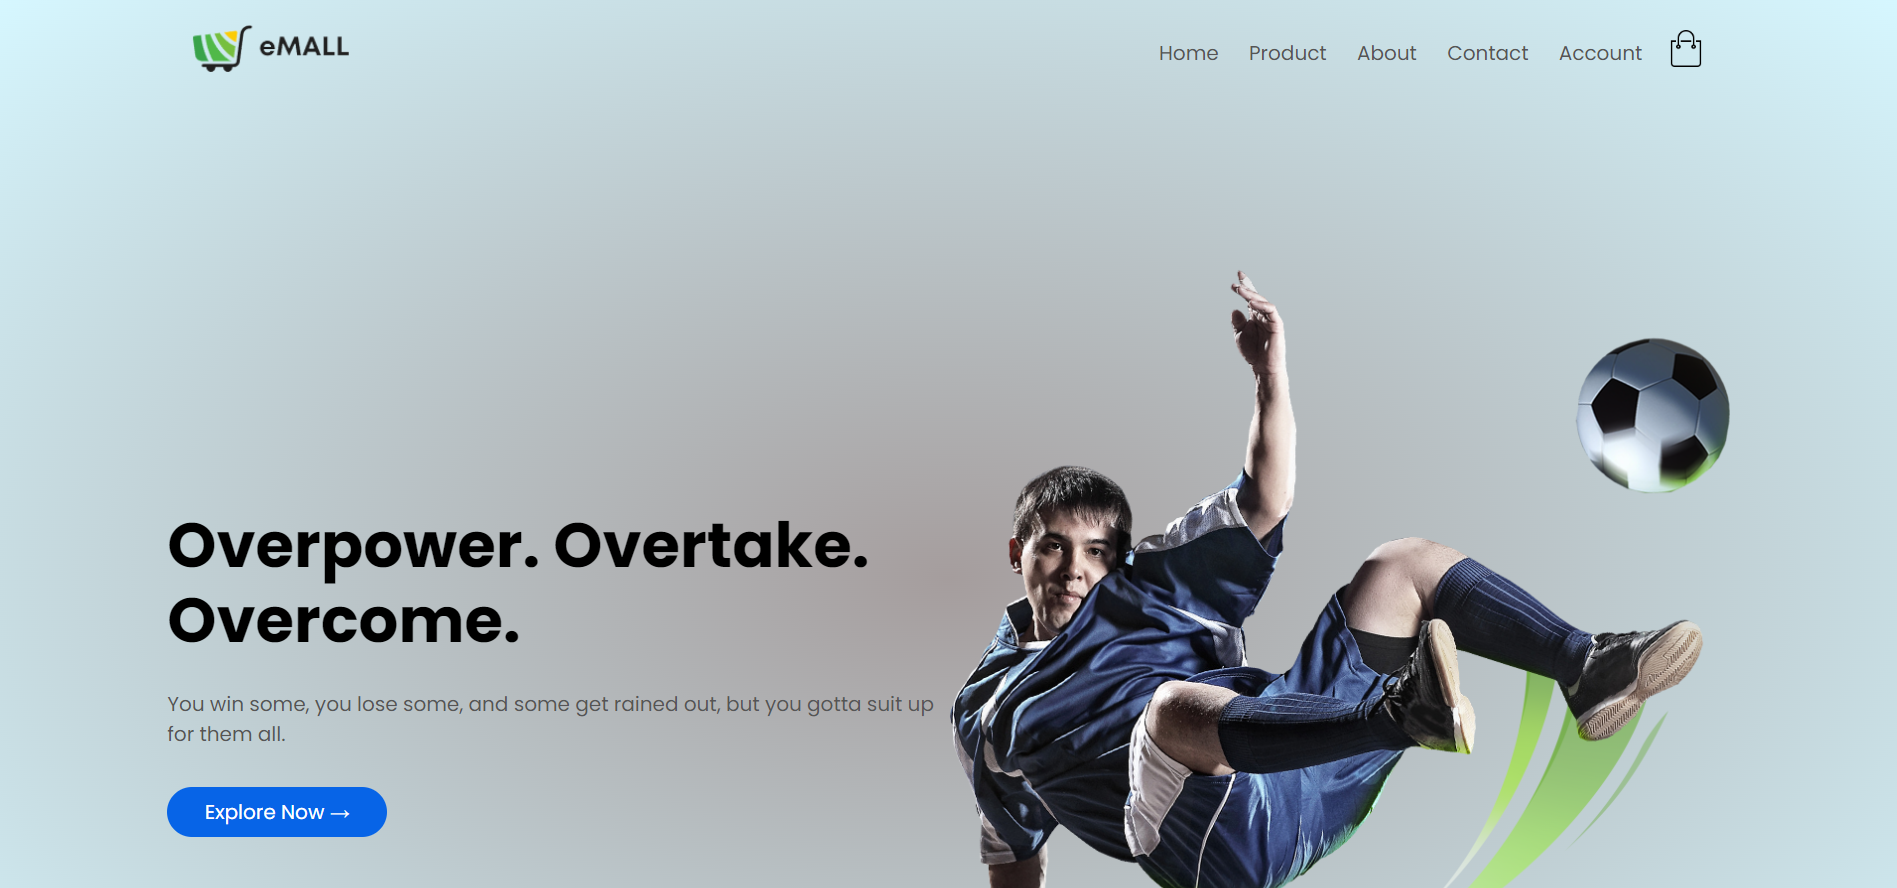 eMALL
Home Product About Contact Account
Overpower. Overtake.
Overcome.
You win some, you lose some, and some get rained out, but you gotta suit up
for them all.
Explore Now →